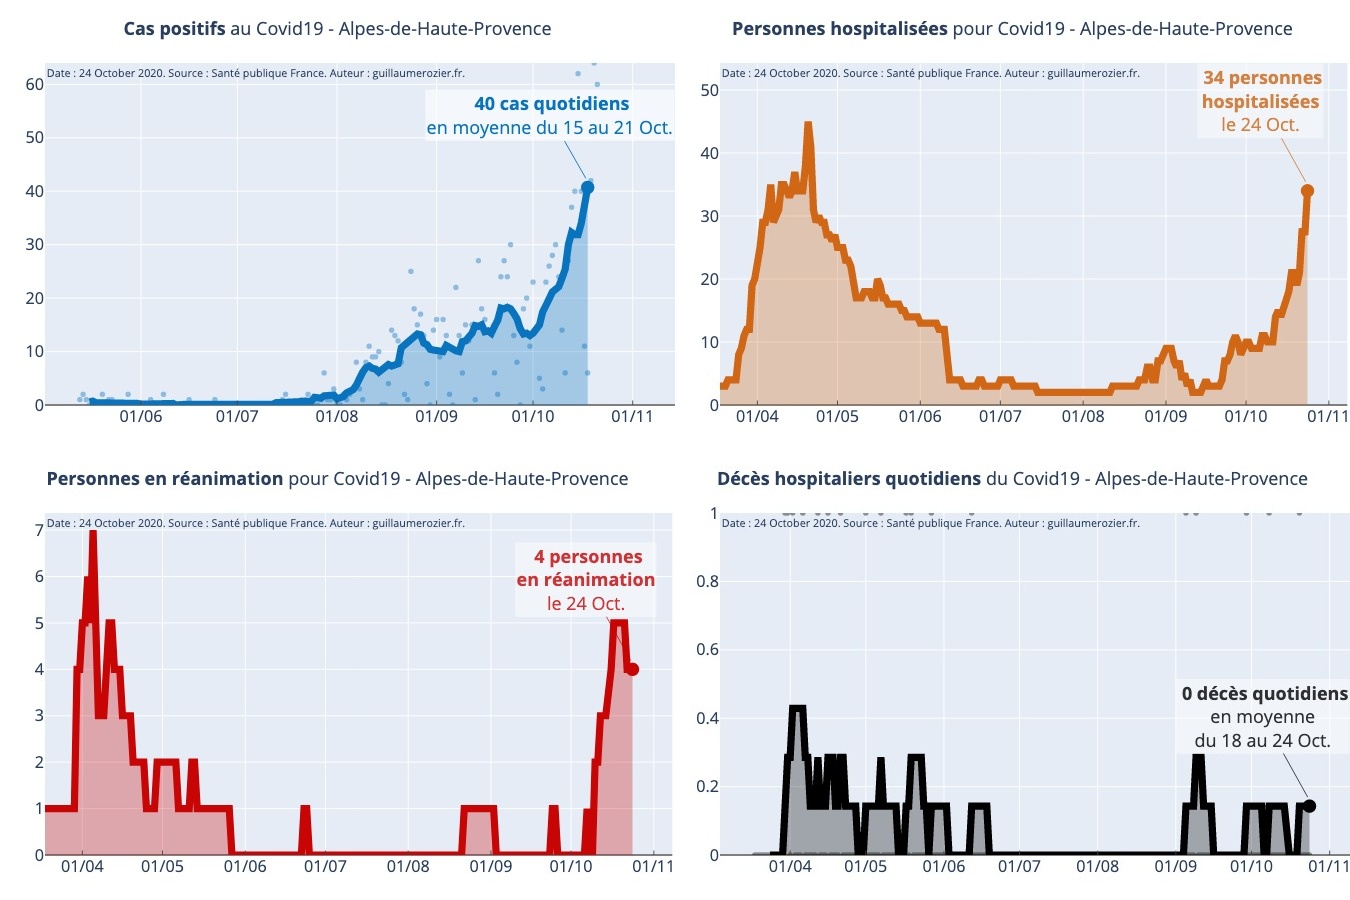 Cas positifs au Covid19 - Alpes-de-Haute-Provence
Date : 24 October 2020. Source : Santé publique France. Auteur : guillaumerozier.fr.
40 cas quotidiens
en moyenne du 15 au 21 Oct.
60
50
40
30
20
10
0
01/06 01/07 01/08 01/09 01/10 01/11
Personnes hospitalisées pour Covid19 - Alpes-de-Haute-Provence
Date : 24 October 2020. Source : Santé publique France. Auteur : guillaumerozier.fr.
34 personnes
hospitalisées
le 24 Oct.
50
40
30
20
10
0
01/04 01/05 01/06 01/07 01/08 01/09 01/10 01/11
Personnes en réanimation pour Covid19 - Alpes-de-Haute-Provence
Date : 24 October 2020. Source : Santé publique France. Auteur : guillaumerozier.fr.
4 personnes
en réanimation
le 24 Oct.
7
6
5
4
3
2
1
0
01/04 01/05 01/06 01/07 01/08 01/09 01/10 01/11
Décès hospitaliers quotidiens du Covid19 - Alpes-de-Haute-Provence
Date : 24 October 2020. Source : Santé publique France. Auteur : guillaumerozier.fr.
0 décès quotidiens
en moyenne
du 18 au 24 Oct.
1
0.8
0.6
0.4
0.2
0
01/04 01/05 01/06 01/07 01/08 01/09 01/10 01/11